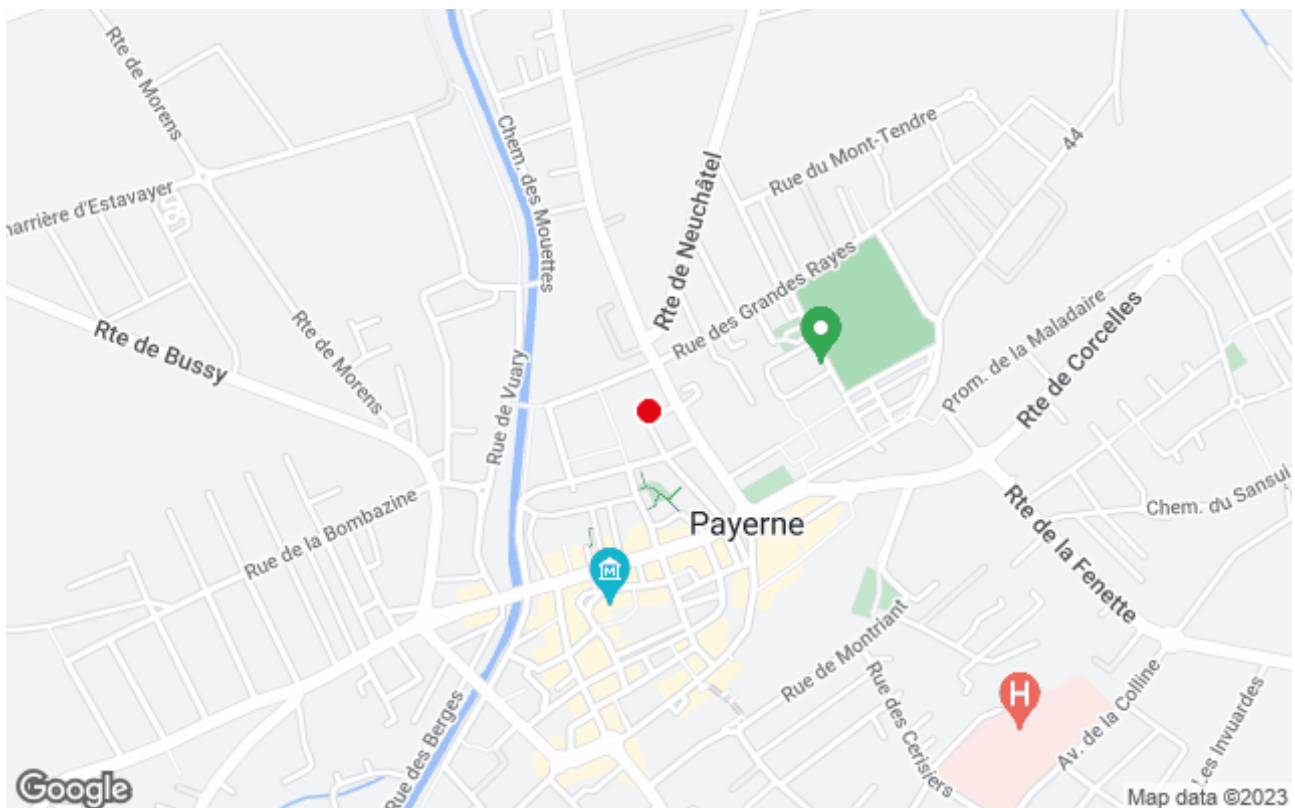 Rte de Morens
44
Rue du Mont-Tendre
Chem. des Mouettes
harrière d'Estavayer
Rte de Neuchâtel
Rue des Grandes Rayes
Prom. de la Maladaire
Rte de Bussy
Rte de Morens
Rte de Corcelles
Rue de Vuary
Rue de la Bombazine
Chem. du Sansui
Payerne
Rte de la Fenette
M
Rue de Montriant
Rue des Cerisiers
H
Av. de la Colline
Les Invuardes
Rue des Berges
Google
Map data ©2023